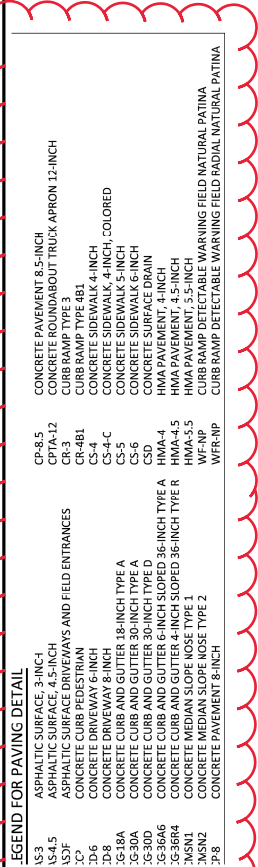 LEGEND FOR PAVING DETAIL
AS-3 ASPHALTIC SURFACE, 3-INCH
AS-4.5 ASPHALTIC SURFACE, 4.5-INCH
ASDF ASPHALTIC SURFACE DRIVEWAYS AND FIELD ENTRANCES
CCP CONCRETE CURB PEDESTRIAN
CD-6 CONCRETE DRIVEWAY 6-INCH
CD-8 CONCRETE DRIVEWAY 8-INCH
CG-18A CONCRETE CURB AND GUTTER 18-INCH TYPE A
CG-30A CONCRETE CURB AND GUTTER 30-INCH TYPE A
CG-30D CONCRETE CURB AND GUTTER 30-INCH TYPE D
CG-36A6 CONCRETE CURB AND GUTTER 6-INCH SLOPED 36-INCH TYPE A
CG-36R4 CONCRETE CURB AND GUTTER 4-INCH SLOPED 36-INCH TYPE R
CMSN1 CONCRETE MEDIAN SLOPE NOSE TYPE 1
CMSN2 CONCRETE MEDIAN SLOPE NOSE TYPE 2
CP-8 CONCRETE PAVEMENT 8-INCH
CP-8.5 CONCRETE PAVEMENT 8.5-INCH
CPTA-12 CONCRETE ROUNDABOUT TRUCK APRON 12-INCH
CR-3 CURB RAMP TYPE 3
CR-4B1 CURB RAMP TYPE 4B1
CS-4 CONCRETE SIDEWALK 4-INCH
CS-4-C CONCRETE SIDEWALK, 4-INCH, COLORED
CS-5 CONCRETE SIDEWALK 5-INCH
CS-6 CONCRETE SIDEWALK 6-INCH
CSD CONCRETE SURFACE DRAIN
HMA-4 HMA PAVEMENT, 4-INCH
HMA-4.5 HMA PAVEMENT, 4.5-INCH
HMA-5.5 HMA PAVEMENT, 5.5-INCH
WF-NP CURB RAMP DETECTABLE WARNING FIELD NATURAL PATINA
WFR-NP CURB RAMP DETECTABLE WARNING FIELD RADIAL NATURAL PATINA